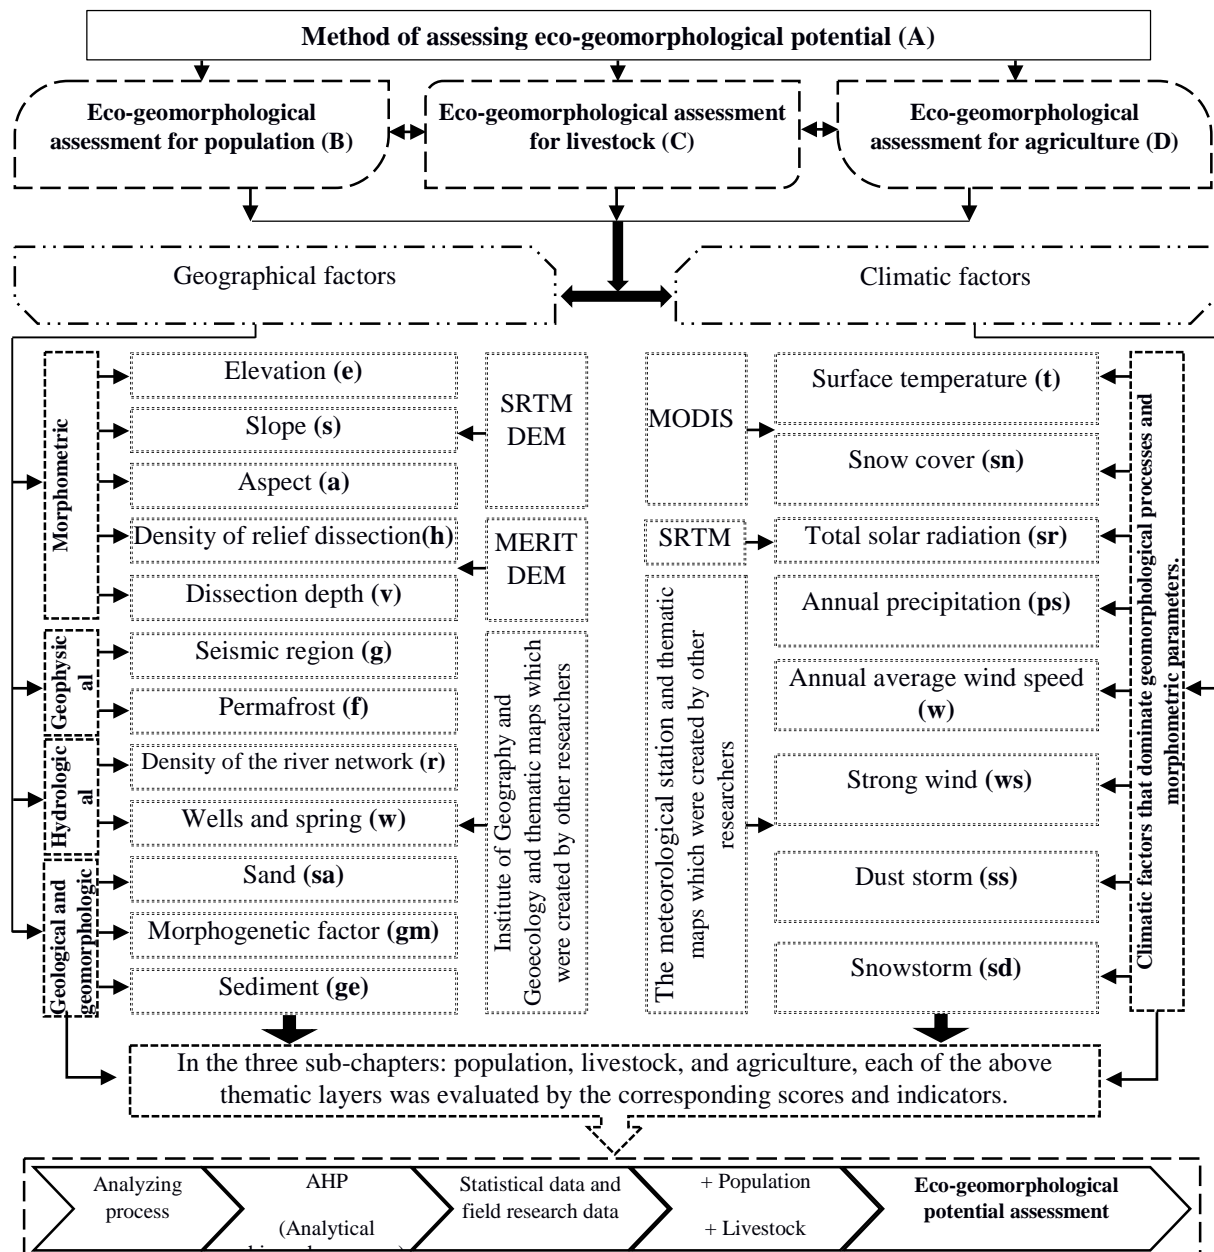 Method of assessing eco-geomorphological potential (A)
Eco-geomorphological
assessment for population (B)
Eco-geomorphological assessment
for livestock (C)
Eco-geomorphological
assessment for agriculture (D)
Geographical factors
Climatic factors
Morphometric
Elevation (e)
Slope (s)
Aspect (a)
Density of relief dissection(h)
Dissection depth (v)
Geophysic
al
Seismic region (g)
Permafrost (f)
Hydrologic
al
Density of the river network (r)
Wells and spring (w)
Geological and
geomorphologic
Sand (sa)
Morphogenetic factor (gm)
Sediment (ge)
SRTM
DEM
MERIT
DEM
Institute of Geography and
Geoecology and thematic maps which
were created by other researchers
MODIS
SRTM
The meteorological station and thematic
maps which were created by other
researchers
Surface temperature (t)
Snow cover (sn)
Total solar radiation (sr)
Annual precipitation (ps)
Annual average wind speed
(w)
Strong wind (ws)
Dust storm (ss)
Snowstorm (sd)
Climatic factors that dominate geomorphological processes and
morphometric parameters.
In the three sub-chapters: population, livestock, and agriculture, each of the above
thematic layers was evaluated by the corresponding scores and indicators.
Analyzing
process
AHP
(Analytical
Statistical data and
field research data
+ Population
+ Livestock
Eco-geomorphological
potential assessment